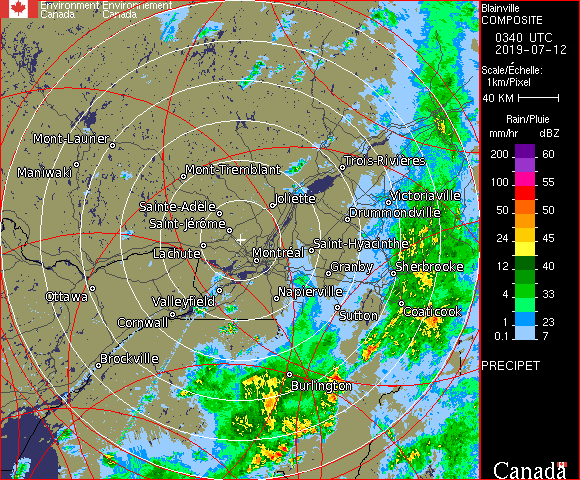 Environment Environnement
Canada Canada
Blainville
COMPOSITE
0340 UTC
2019-07-12
Scale/Échelle:
1km/Pixel
40 KM
Rain/Pluie
mm/hr dBZ
200 60
100 55
50 50
24 45
12 40
4 33
1 23
0.1 7
PRECIPET
Canada
Mont-Laurier
Maniwaki
Mont-Tremblant
Trois-Rivières
Sainte-Adele
Joliette
Victoriaville
Saint-Jérôme
Drummondville
Lachute
Montréal
Saint-Hyacinthe
Granby
Sherbrooke
Ottawa
Valleyfield
Napierville
Cornwall
Sutton
Coaticook
Brockville
Burlington